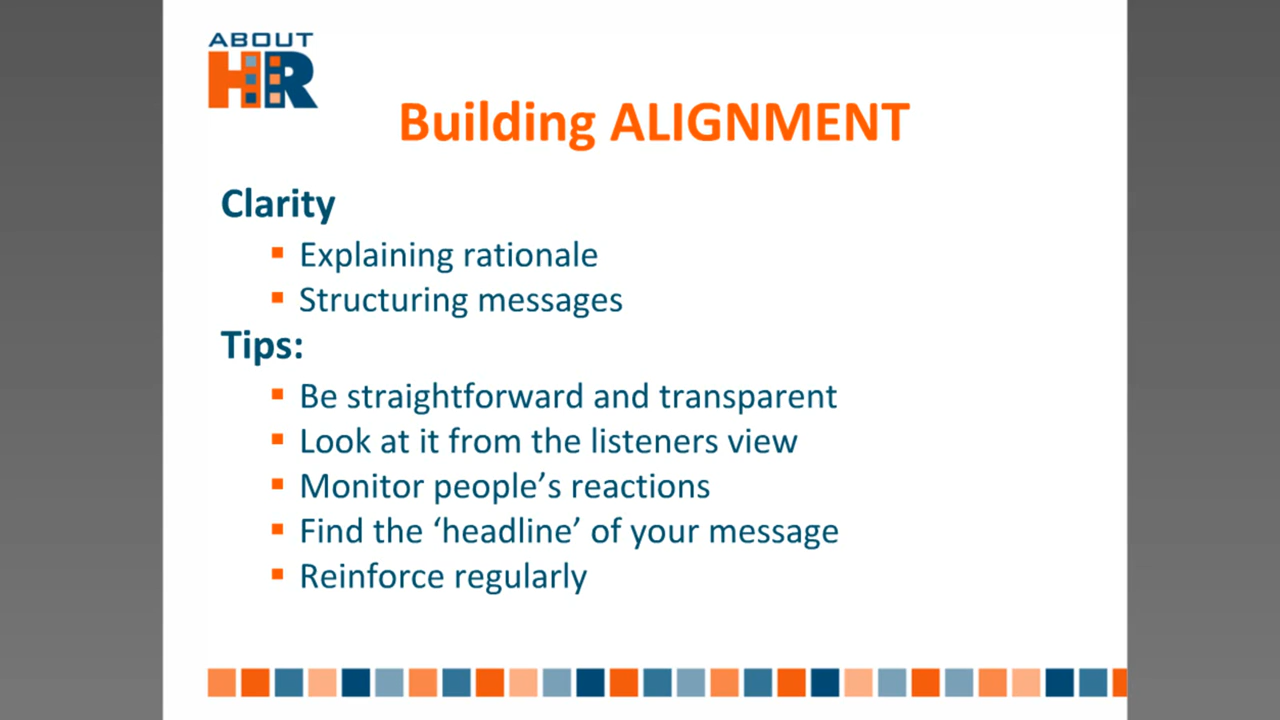 ABOUT
HR
Building ALIGNMENT
Clarity
Explaining rationale
Structuring messages
Tips:
Be straightforward and transparent
Look at it from the listeners view
Monitor people’s reactions
Find the ‘headline’ of your message
Reinforce regularly